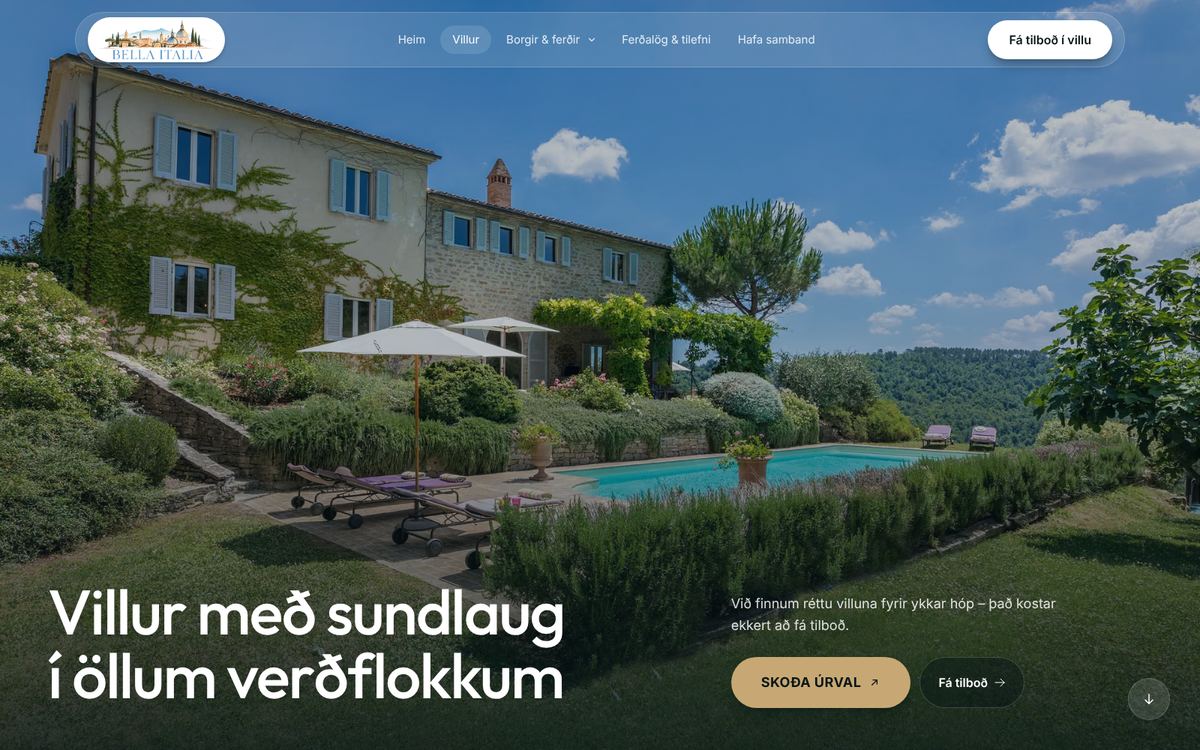 BELLA ITALIA
Heim
Villur
Borgir & ferðir
Ferðalög & tilefni
Hafa samband
Fá tilboð í villu
Villur með sundlaug
í öllum verðflokkum
Við finnum réttu villuna fyrir ykkar hóp – það kostar
ekkert að fá tilboð.
SKOÐA ÚRVAL
Fá tilboð